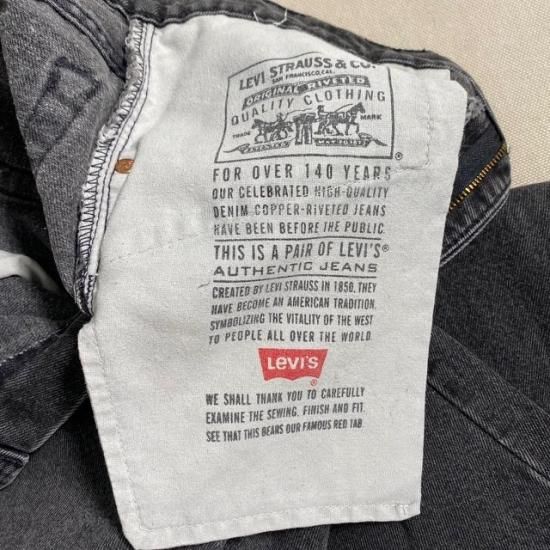 LEVI STRAUSS & CO.
SAN FRANCISCO, CAL.
ORIGINAL RIVETED
QUALITY CLOTHING
TRADE MARK
PATENTED
®
FOR OVER 140 YEARS
OUR CELEBRATED HIGH-QUALITY
DENIM COPPER-RIVETED JEANS
HAVE BEEN BEFORE THE PUBLIC.
THIS IS A PAIR OF LEVI'S®
AUTHENTIC JEANS
CREATED BY LEVI STRAUSS IN 1850, THEY
HAVE BECOME AN AMERICAN TRADITION,
SYMBOLIZING THE VITALITY OF THE WEST
TO PEOPLE ALL OVER THE WORLD.
LEVI'S
®
WE SHALL THANK YOU TO CAREFULLY
EXAMINE THE SEWING, FINISH AND FIT.
SEE THAT THIS BEARS OUR FAMOUS RED TAB.